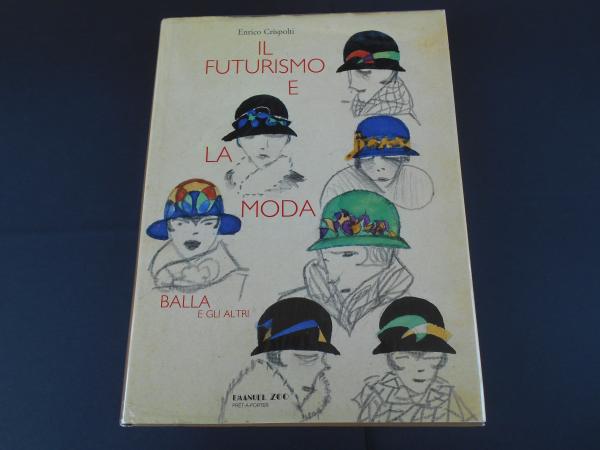 Enrico Crispolti
IL
FUTURISMO
E
LA
MODA
BALLA
E GLI ALTRI
EMANUEL ZOO
PRÊT-À-PORTER